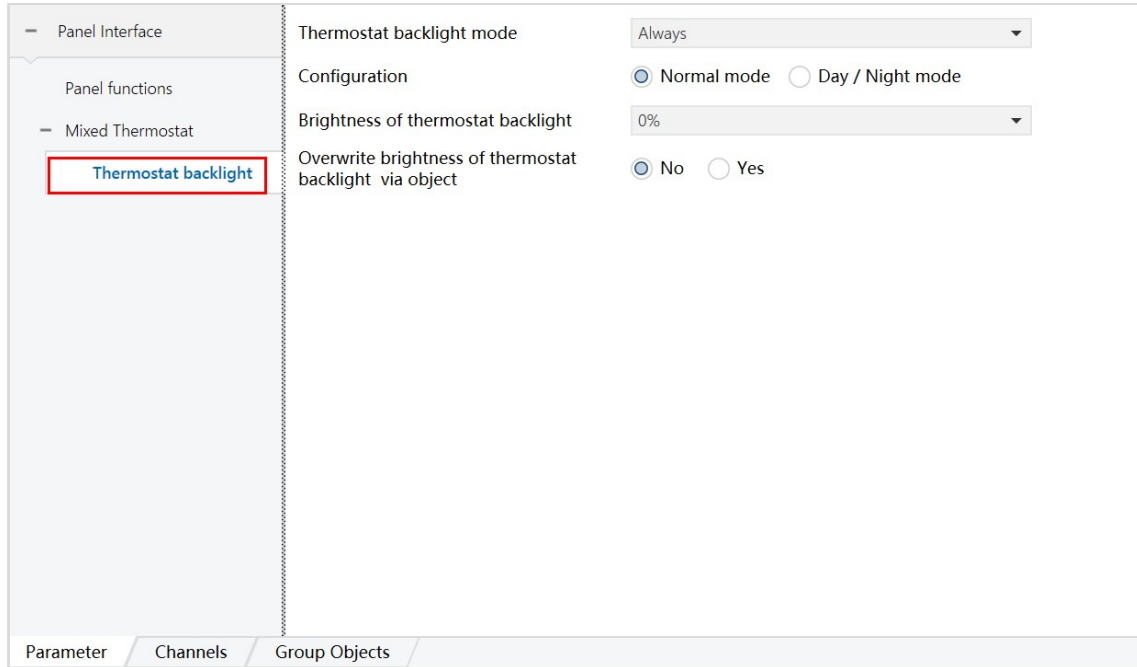 Panel Interface
Panel functions
Mixed Thermostat
Thermostat backlight
Thermostat backlight mode Always
Configuration Normal mode Day / Night mode
Brightness of thermostat backlight 0%
Overwrite brightness of thermostat
backlight via object No Yes
Parameter Channels Group Objects